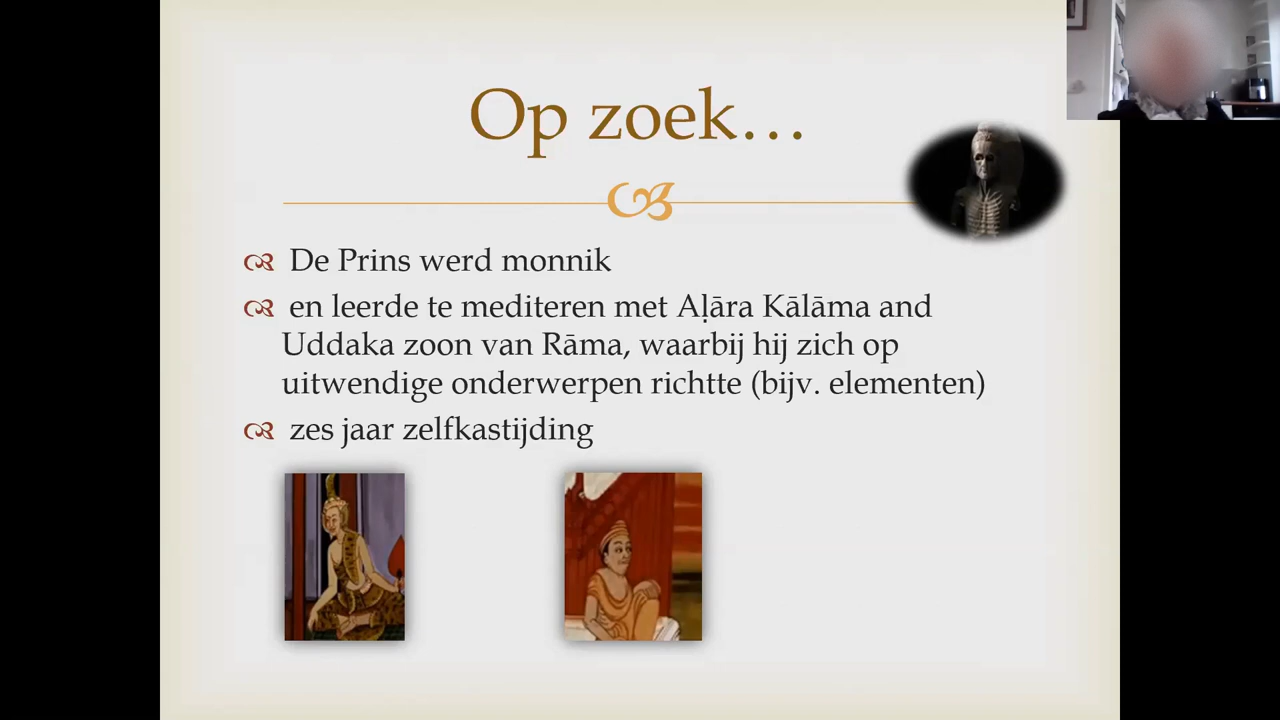 Op zoek…
De Prins werd monnik
en leerde te mediteren met Aḷāra Kālāma and
Uddaka zoon van Rāma, waarbij hij zich op
uitwendige onderwerpen richtte (bijv. elementen)
zes jaar zelfkastijding